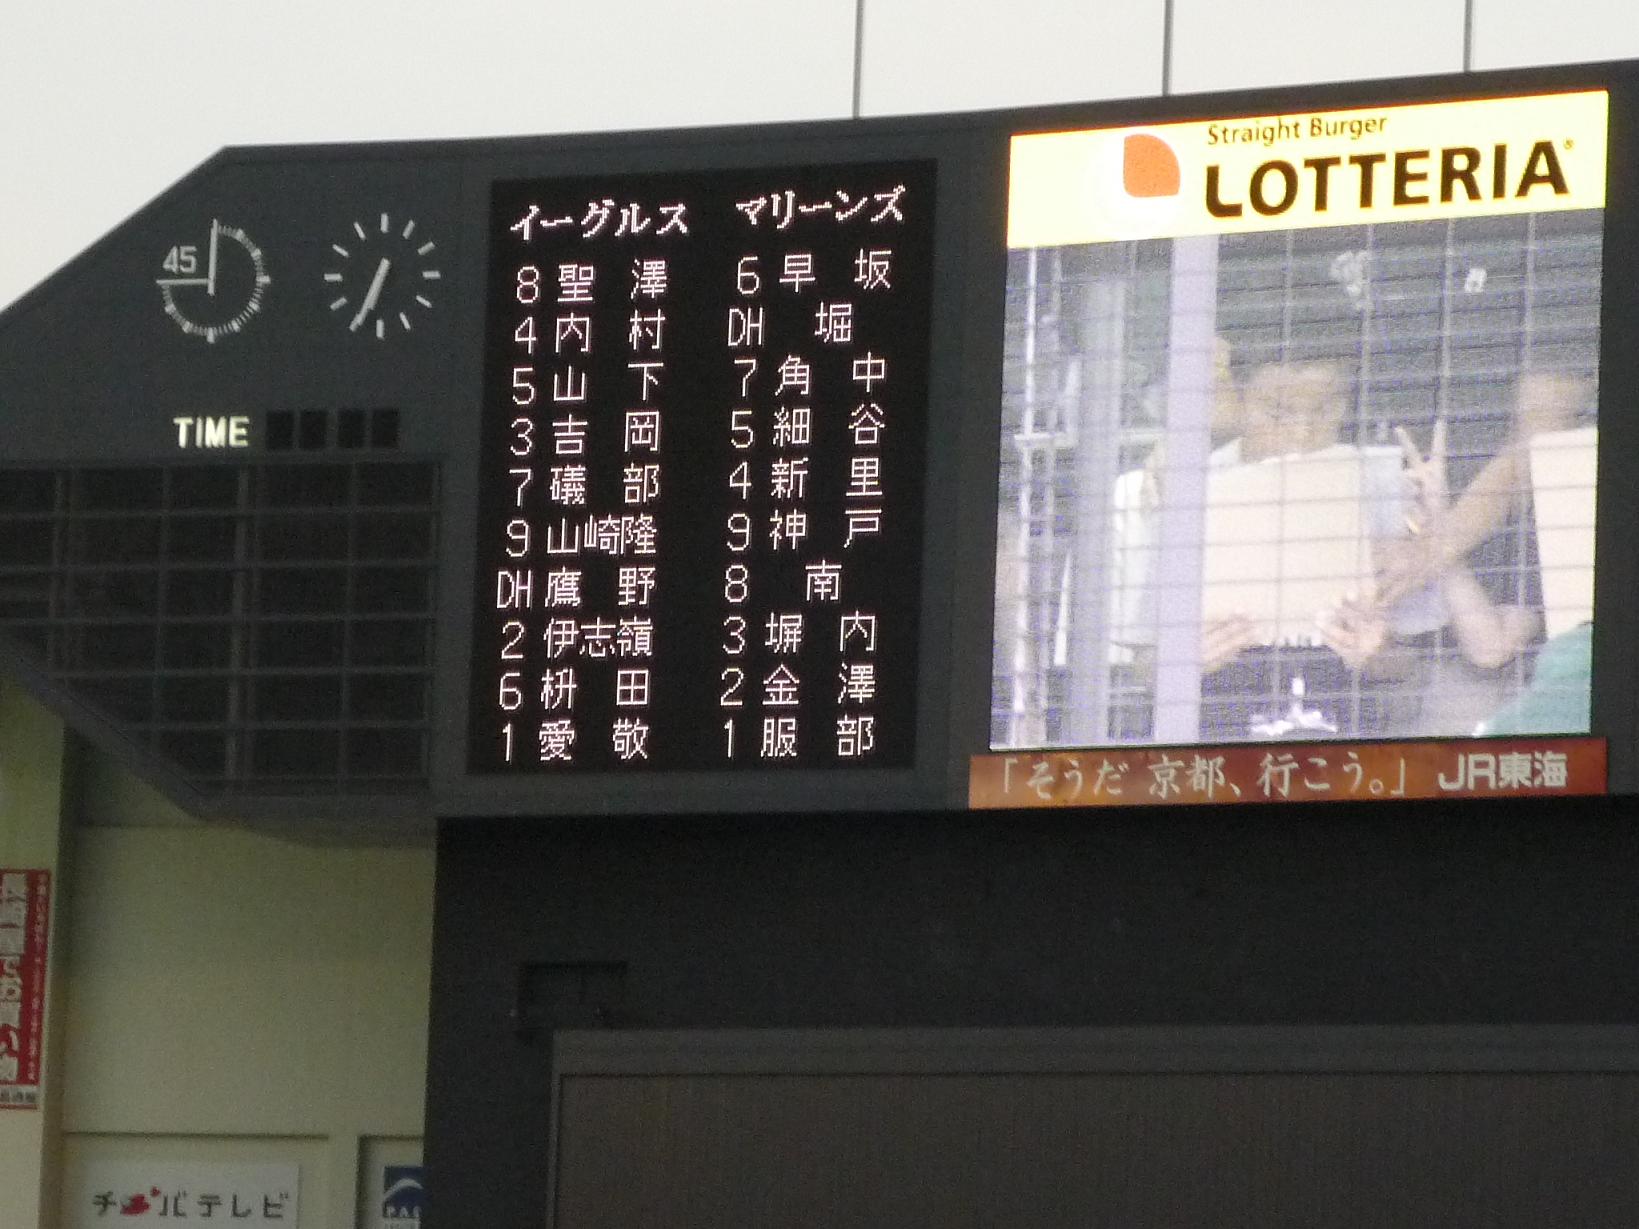 Straight Burger
LOTTERIA
イーグルス マリーンズ
45
8 聖澤 6 早坂
4 内村 DH 堀
5 山下 7 角中
3 吉岡 5 細谷
7 礒部 4 新里
9 山崎隆 9 神戸
DH 鷹野 8 南
2 伊志嶺 3 塀内
6 枡田 2 金澤
1 愛敬 1 服部
TIME
「そうだ 京都、行こう。」 JR東海
チバテレビ